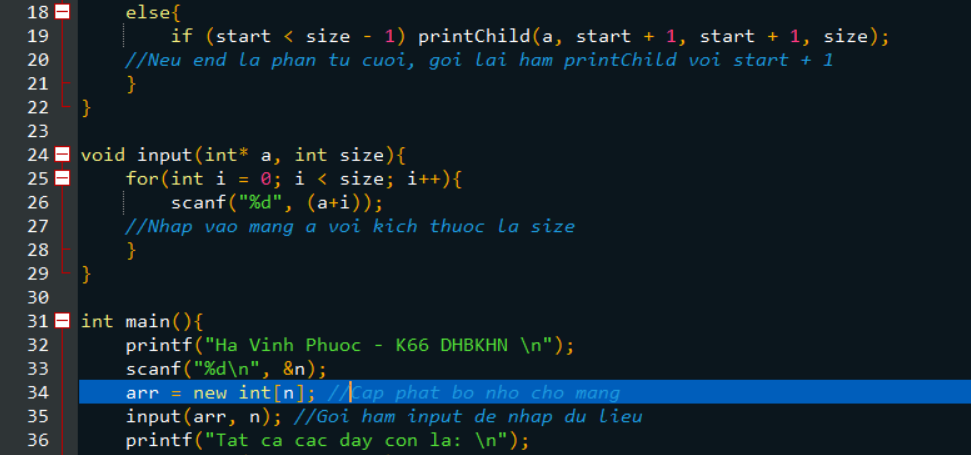 18 else{
19 if (start < size - 1) printChild(a, start + 1, start + 1, size);
20 //Neu end la phan tu cuoi, goi lai ham printChild voi start + 1
21 }
22 }
23
24 void input(int* a, int size){
25 for(int i = 0; i < size; i++){
26 scanf("%d", (a+i));
27 //Nhap vao mang a voi kich thuoc la size
28 }
29 }
30
31 int main(){
32 printf("Ha Vinh Phuoc - K66 DHBKHN \n");
33 scanf("%d\n", &n);
34 arr = new int[n]; //Cap phat bo nho cho mang
35 input(arr, n); //Goi ham input de nhap du lieu
36 printf("Tat ca cac day con la: \n");